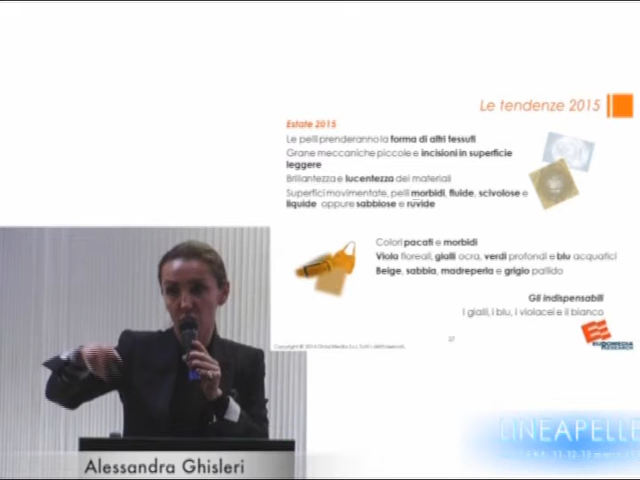 Le tendenze 2015
Estate 2015
Le pelli prenderanno la forma di altri tessuti
Grane meccaniche piccole e incisioni in superficie
leggere
Brillantezza e lucentezza dei materiali
Superfici movimentate, pelli morbidi, fluide, scivolose e
liquide oppure sabbiose e ruvide
Colori pacati e morbidi
Viola floreali, gialli ocra, verdi profondi e blu acquatici
Beige, sabbia, madreperla e grigio pallido
Gli indispensabili
I gialli, i blu, i violacei e il bianco
27
EUROMEDIA
RESEARCH
LINEAPELLE
Alessandra Ghisleri